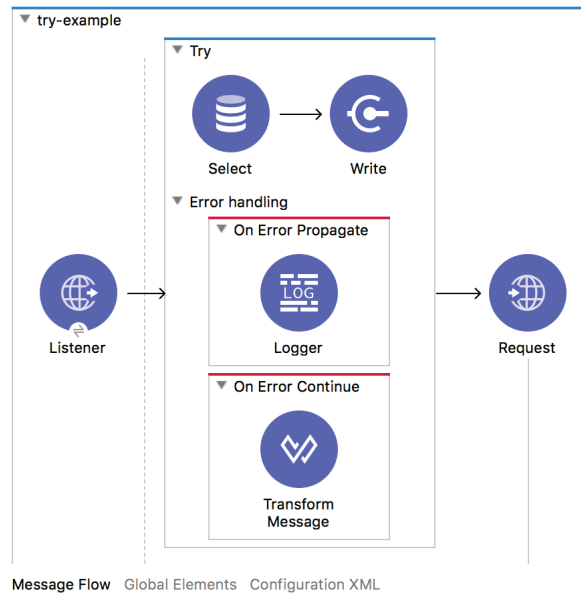 try-example
Try
Select
Write
Error handling
On Error Propagate
LOG
Listener
Logger
Request
On Error Continue
Transform
Message
Message Flow Global Elements Configuration XML